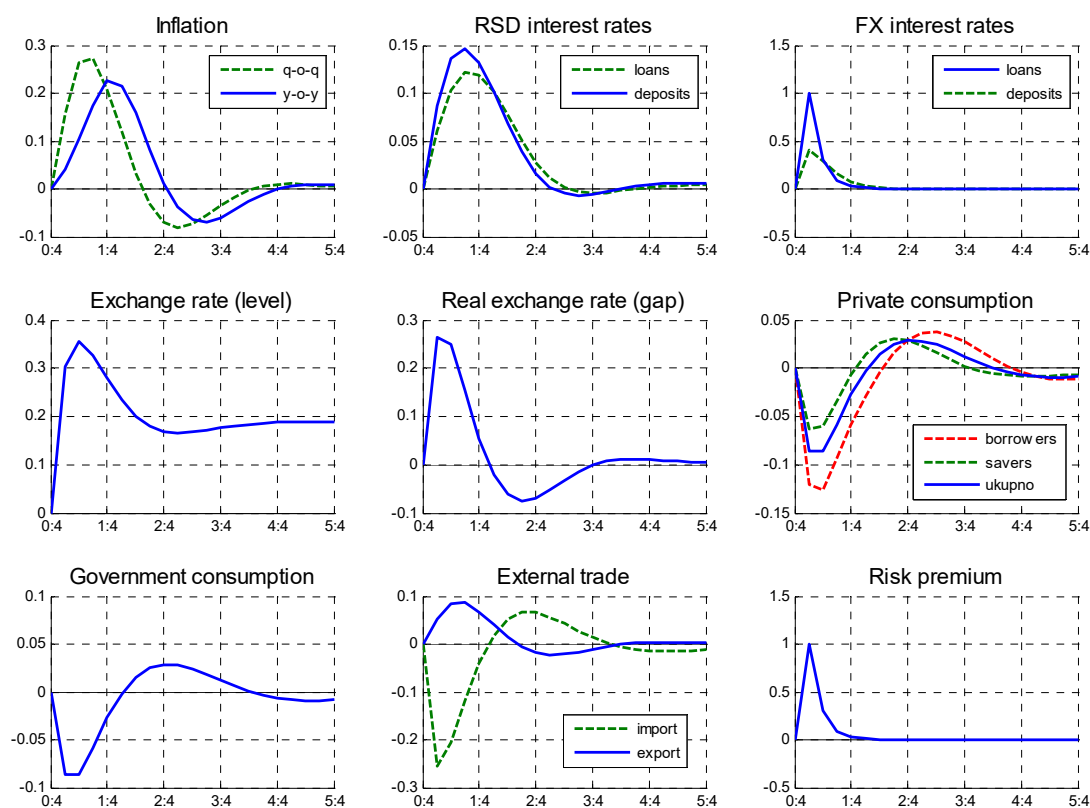 Inflation
0.3
0.2
0.1
0
-0.1
0:4 1:4 2:4 3:4 4:4 5:4
q-o-q
y-o-y
RSD interest rates
0.15
0.1
0.05
0
-0.05
0:4 1:4 2:4 3:4 4:4 5:4
loans
deposits
FX interest rates
1.5
1
0.5
0
-0.5
0:4 1:4 2:4 3:4 4:4 5:4
loans
deposits
Exchange rate (level)
0.4
0.3
0.2
0.1
0
0:4 1:4 2:4 3:4 4:4 5:4
Real exchange rate (gap)
0.3
0.2
0.1
0
-0.1
0:4 1:4 2:4 3:4 4:4 5:4
Private consumption
0.05
0
-0.05
-0.1
-0.15
0:4 1:4 2:4 3:4 4:4 5:4
borrow ers
savers
ukupno
Government consumption
0.1
0.05
0
-0.05
-0.1
0:4 1:4 2:4 3:4 4:4 5:4
External trade
0.1
0
-0.1
-0.2
-0.3
0:4 1:4 2:4 3:4 4:4 5:4
import
export
Risk premium
1.5
1
0.5
0
-0.5
0:4 1:4 2:4 3:4 4:4 5:4